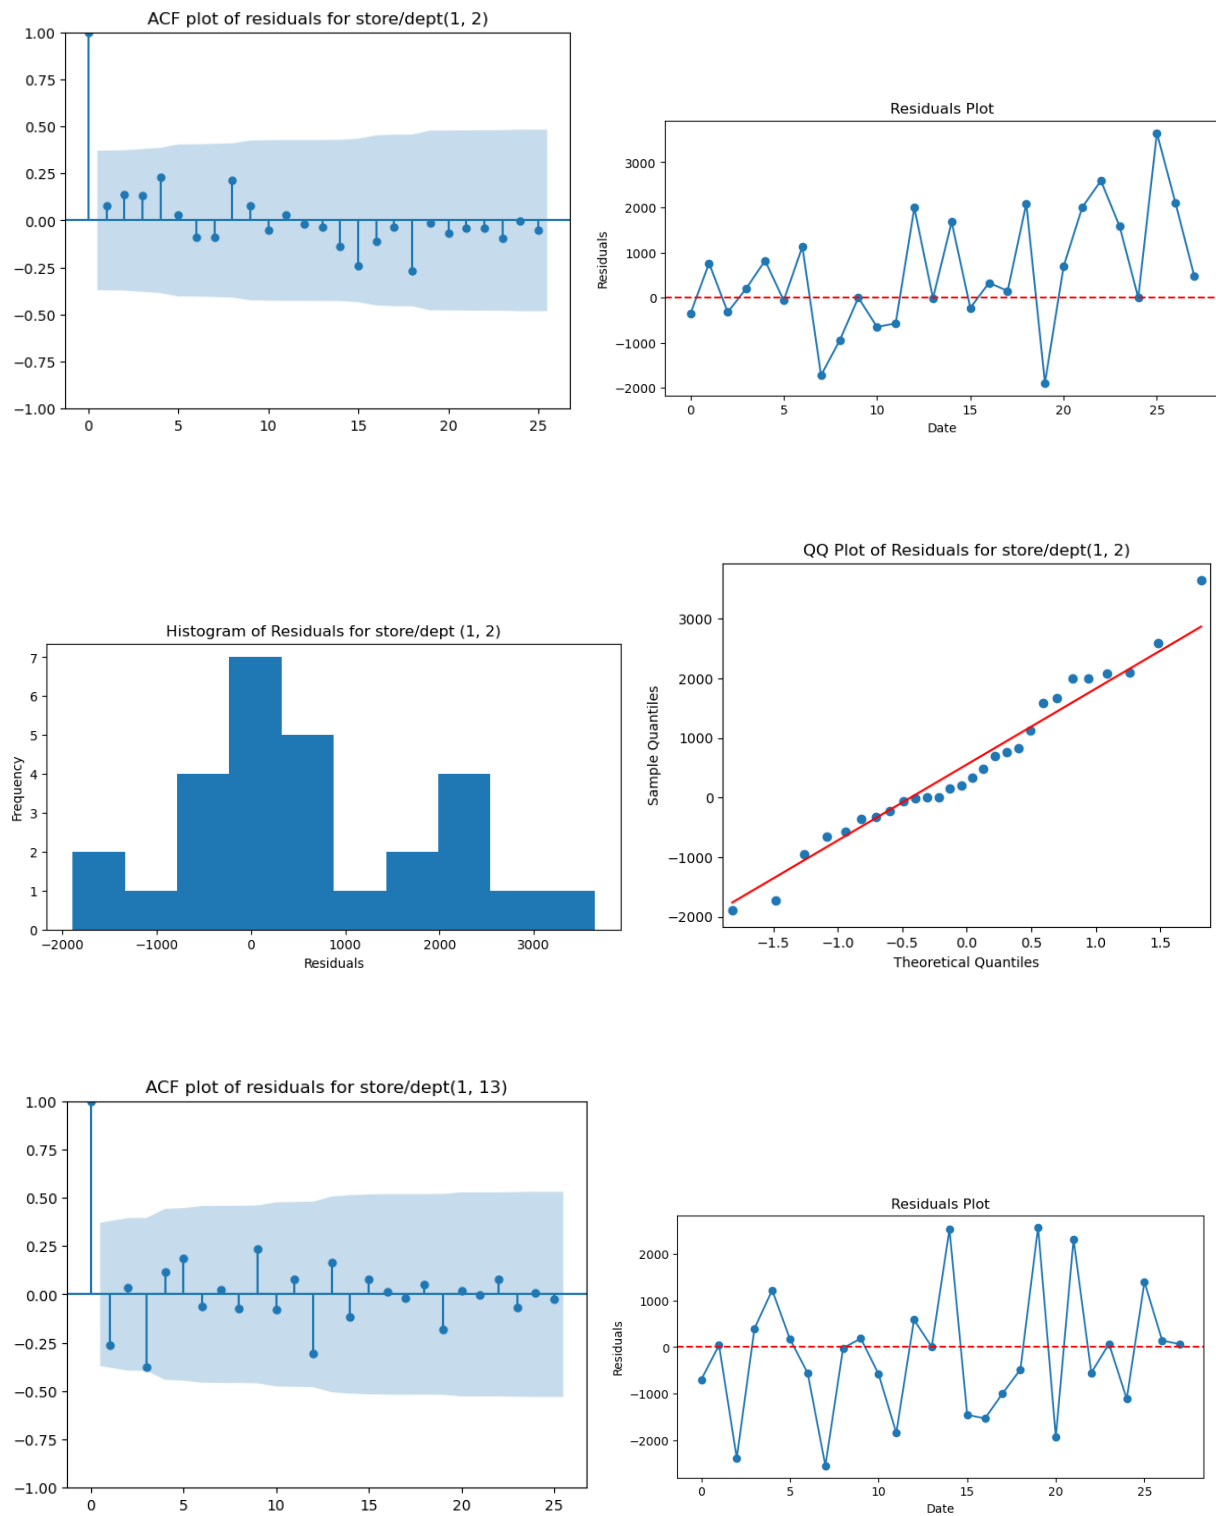 ACF plot of residuals for store/dept(1, 2)
1.00
0.75
0.50
0.25
0.00
−0.25
−0.50
−0.75
−1.00
0 5 10 15 20 25
Residuals Plot
Residuals
3000
2000
1000
0
−1000
−2000
0 5 10 15 20 25
Date
Histogram of Residuals for store/dept (1, 2)
Frequency
7
6
5
4
3
2
1
0
−2000 −1000 0 1000 2000 3000
Residuals
QQ Plot of Residuals for store/dept(1, 2)
Sample Quantiles
3000
2000
1000
0
−1000
−2000
−1.5 −1.0 −0.5 0.0 0.5 1.0 1.5
Theoretical Quantiles
ACF plot of residuals for store/dept(1, 13)
1.00
0.75
0.50
0.25
0.00
−0.25
−0.50
−0.75
−1.00
0 5 10 15 20 25
Residuals Plot
Residuals
2000
1000
0
−1000
−2000
0 5 10 15 20 25
Date